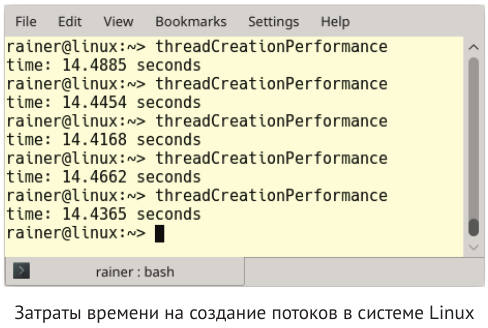 File Edit View Bookmarks Settings Help
rainer@linux:~> threadCreationPerformance
time: 14.4885 seconds
rainer@linux:~> threadCreationPerformance
time: 14.4454 seconds
rainer@linux:~> threadCreationPerformance
time: 14.4168 seconds
rainer@linux:~> threadCreationPerformance
time: 14.4662 seconds
rainer@linux:~> threadCreationPerformance
time: 14.4365 seconds
rainer@linux:~>
rainer : bash
Затраты времени на создание потоков в системе Linux